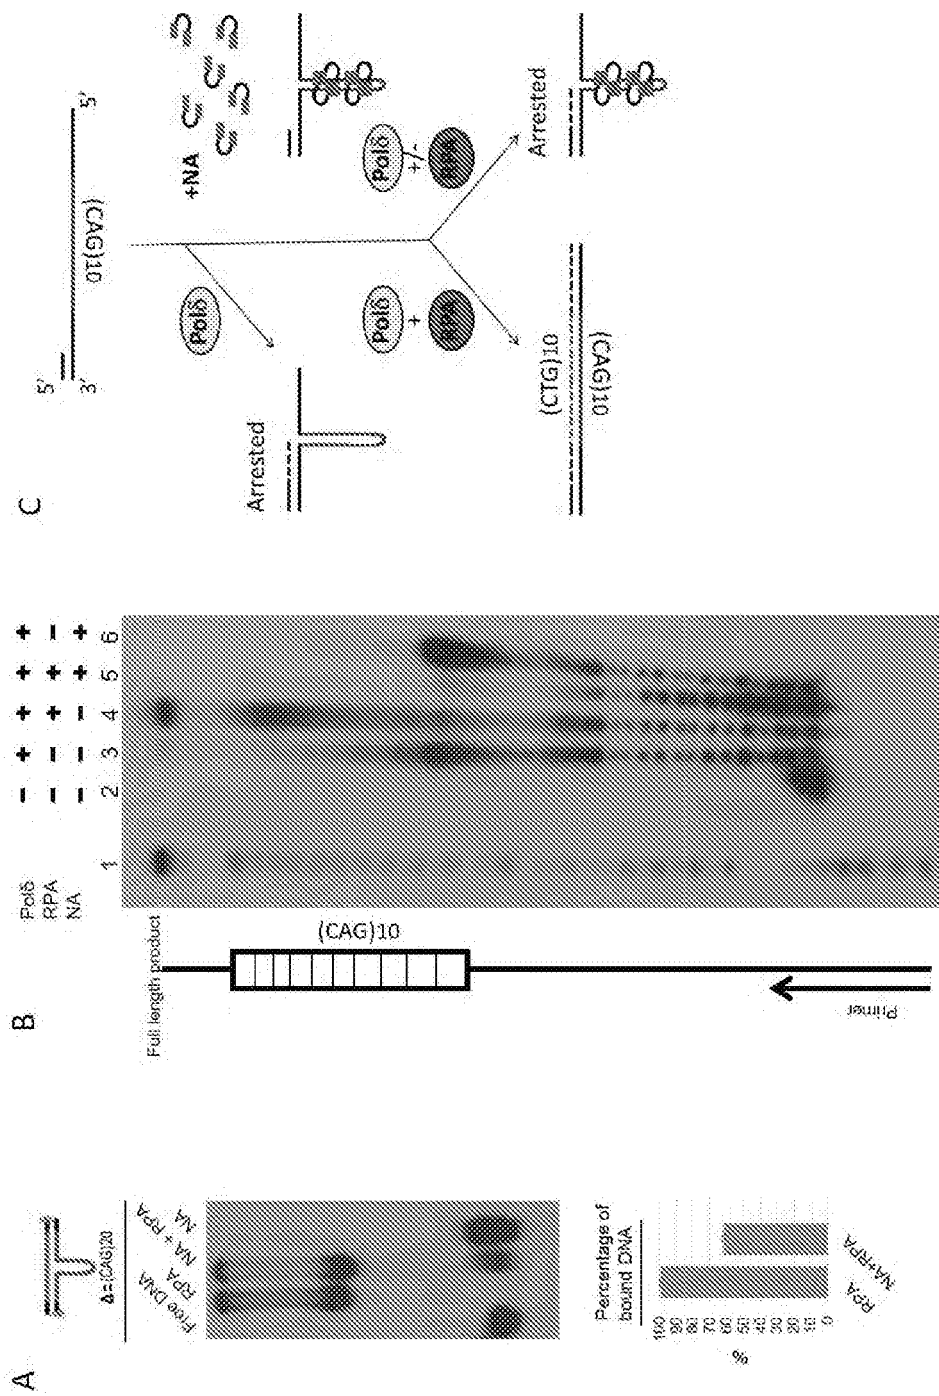 A
Δ=(CAG)20
Free DNA
RPA
NA + RPA
NA
Percentage of
bound DNA
%
100
90
80
70
60
50
40
30
20
10
0
RPA
NA+RPA
B
Polδ
RPA
NA
- + + + +
- - + + -
- - - + +
1 2 3 4 5 6
Full length product
(CAG)10
Primer
C
5'
3'
5'
(CAG)10
+NA
Polδ
Arrested
Polδ
+
RPA
Polδ
+/-
RPA
Arrested
(CTG)10
(CAG)10